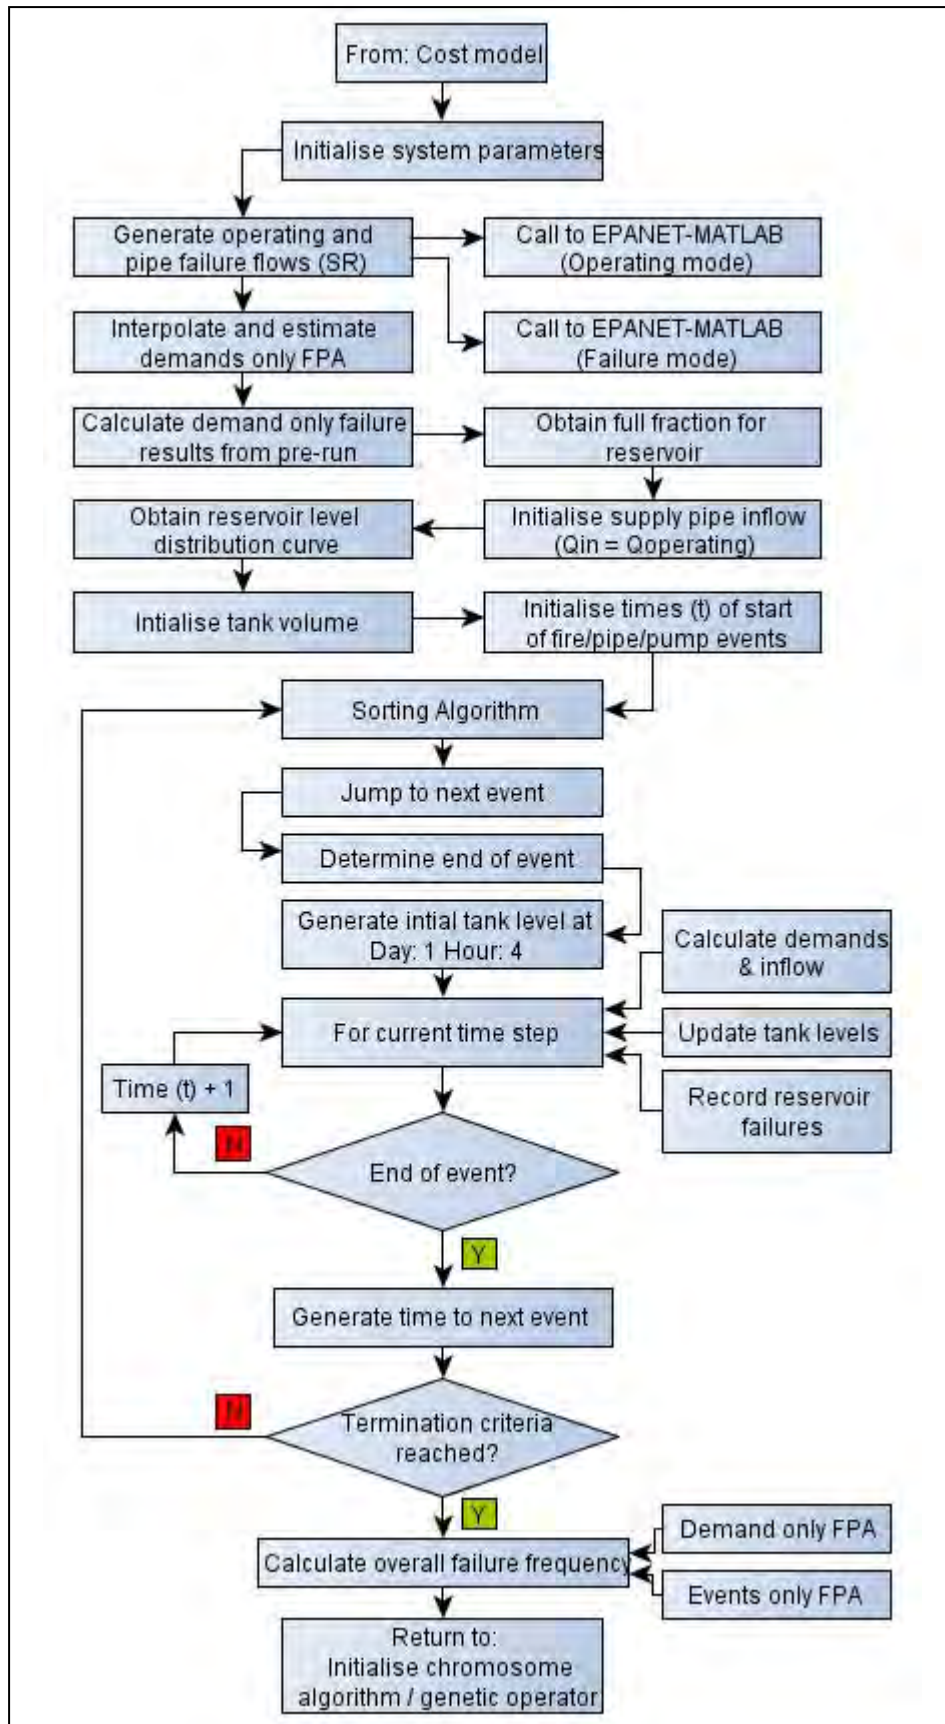 From: Cost model
Initialise system parameters
Generate operating and
pipe failure flows (SR)
Call to EPANET-MATLAB
(Operating mode)
Interpolate and estimate
demands only FPA
Call to EPANET-MATLAB
(Failure mode)
Calculate demand only failure
results from pre-run
Obtain full fraction for
reservoir
Obtain reservoir level
distribution curve
Initialise supply pipe inflow
(Qin = Qoperating)
Intialise tank volume
Initialise times (t) of start
of fire/pipe/pump events
Sorting Algorithm
Jump to next event
Determine end of event
Generate intial tank level at
Day: 1 Hour: 4
Calculate demands
& inflow
For current time step
Update tank levels
Time (t) + 1
Record reservoir
failures
N
End of event?
Y
Generate time to next event
N
Termination criteria
reached?
Y
Demand only FPA
Calculate overall failure frequency
Events only FPA
Return to:
Initialise chromosome
algorithm / genetic operator